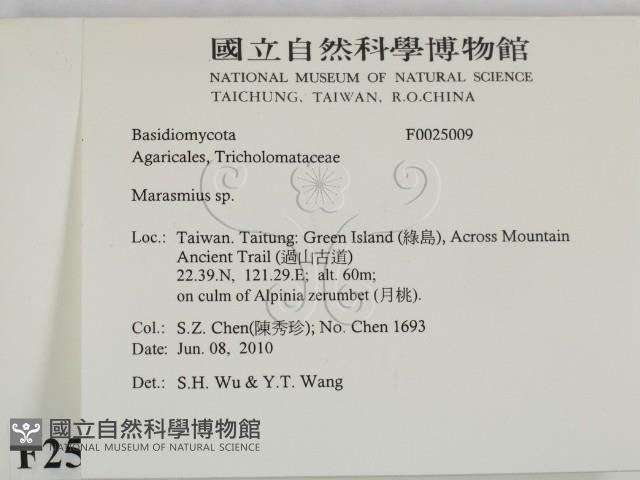 國立自然科學博物館
NATIONAL MUSEUM OF NATURAL SCIENCE
TAICHUNG, TAIWAN, R.O.CHINA
Basidiomycota F0025009
Agaricales, Tricholomataceae
Marasmius sp.
Loc.: Taiwan. Taitung: Green Island (綠島), Across Mountain
Ancient Trail (過山古道)
22.39.N, 121.29.E; alt. 60m;
on culm of Alpinia zerumbet (月桃).
Col.: S.Z. Chen(陳秀珍); No. Chen 1693
Date: Jun. 08, 2010
Det.: S.H. Wu & Y.T. Wang
國立自然科學博物館
NATIONAL MUSEUM OF NATURAL SCIENCE
F25